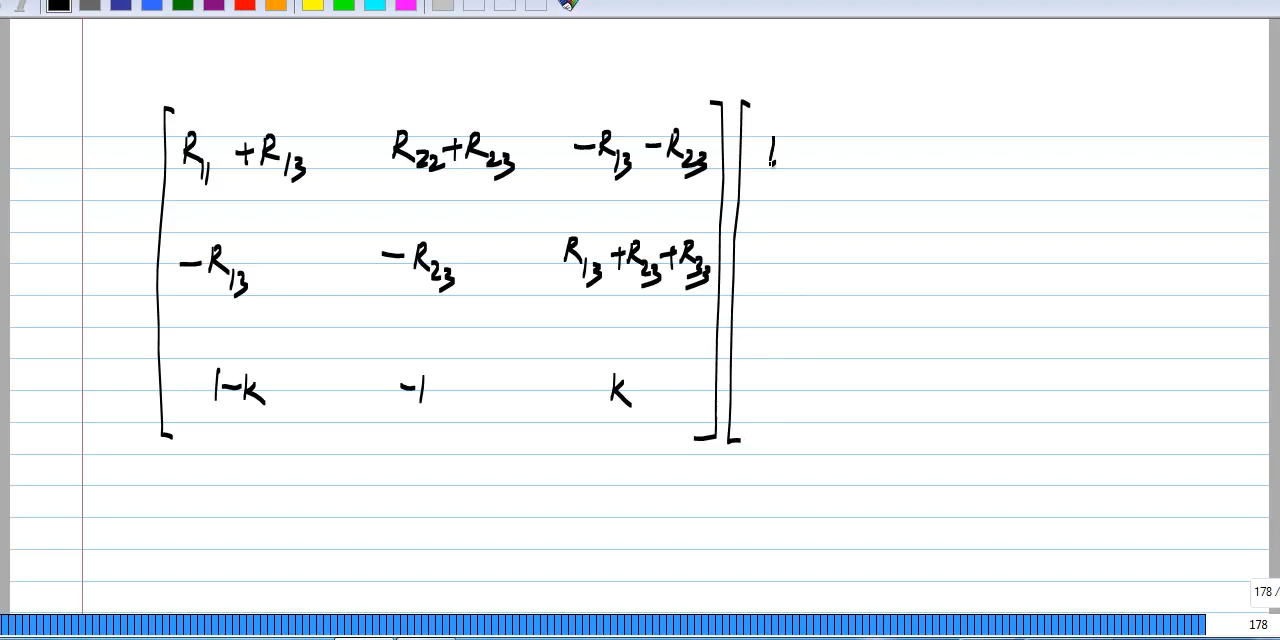 R11 + R13 R22 + R23 -R13 - R23
-R13 -R23 R13 + R23 + R33
1-k -1 k
178 /
178